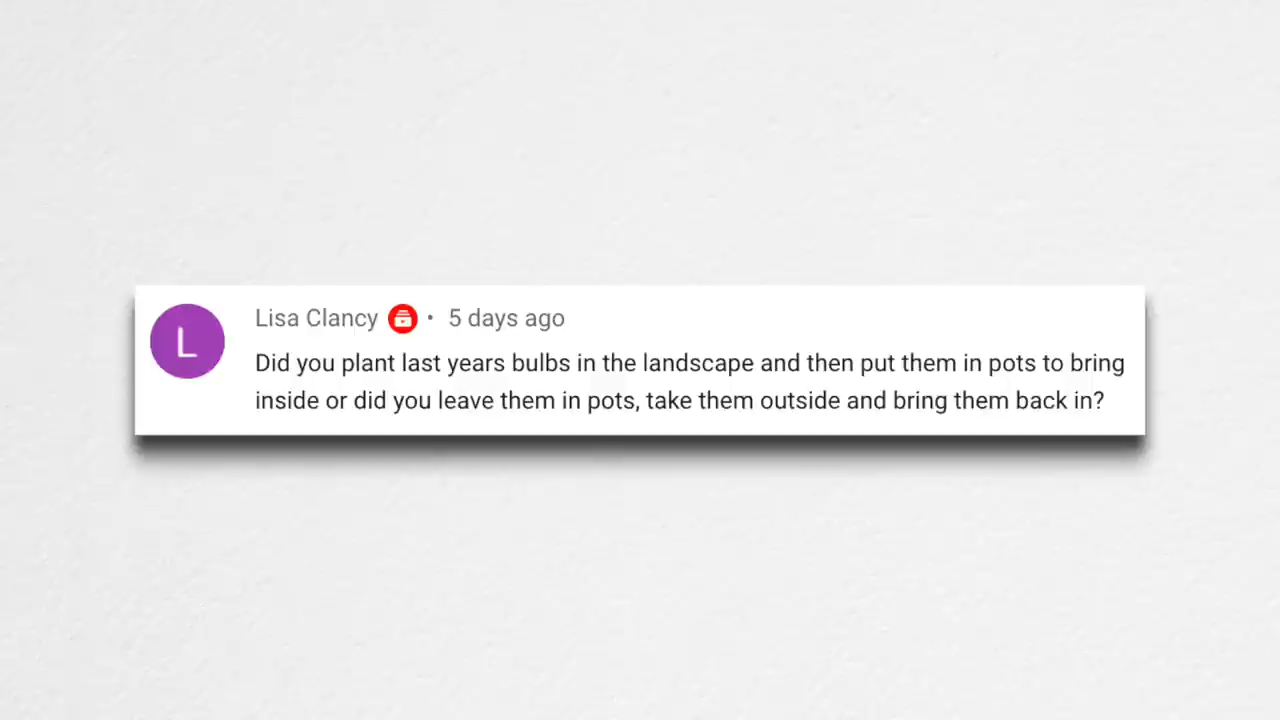 L
Lisa Clancy • 5 days ago
Did you plant last years bulbs in the landscape and then put them in pots to bring
inside or did you leave them in pots, take them outside and bring them back in?